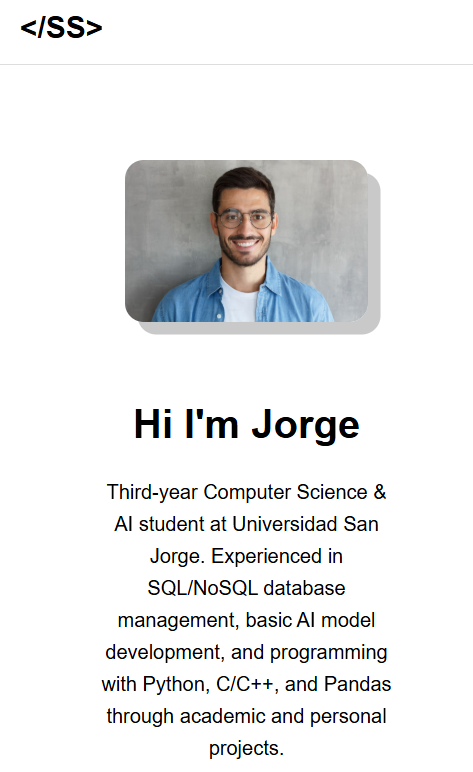 </SS>
Hi I'm Jorge
Third-year Computer Science &
AI student at Universidad San
Jorge. Experienced in
SQL/NoSQL database
management, basic AI model
development, and programming
with Python, C/C++, and Pandas
through academic and personal
projects.